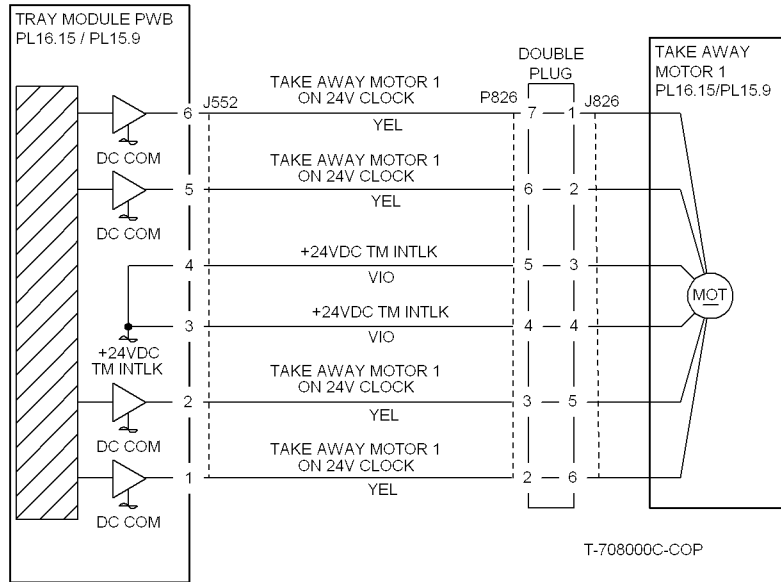 TRAY MODULE PWB
PL16.15 / PL15.9
DOUBLE
PLUG
TAKE AWAY
MOTOR 1
PL16.15/PL15.9
J552
P826
J826
TAKE AWAY MOTOR 1
ON 24V CLOCK
6
7
1
YEL
DC COM
TAKE AWAY MOTOR 1
ON 24V CLOCK
5
6
2
YEL
DC COM
+24VDC TM INTLK
4
5
3
VIO
MOT
+24VDC TM INTLK
3
4
4
VIO
+24VDC
TM INTLK
TAKE AWAY MOTOR 1
ON 24V CLOCK
2
3
5
YEL
DC COM
TAKE AWAY MOTOR 1
ON 24V CLOCK
1
2
6
YEL
DC COM
T-708000C-COP